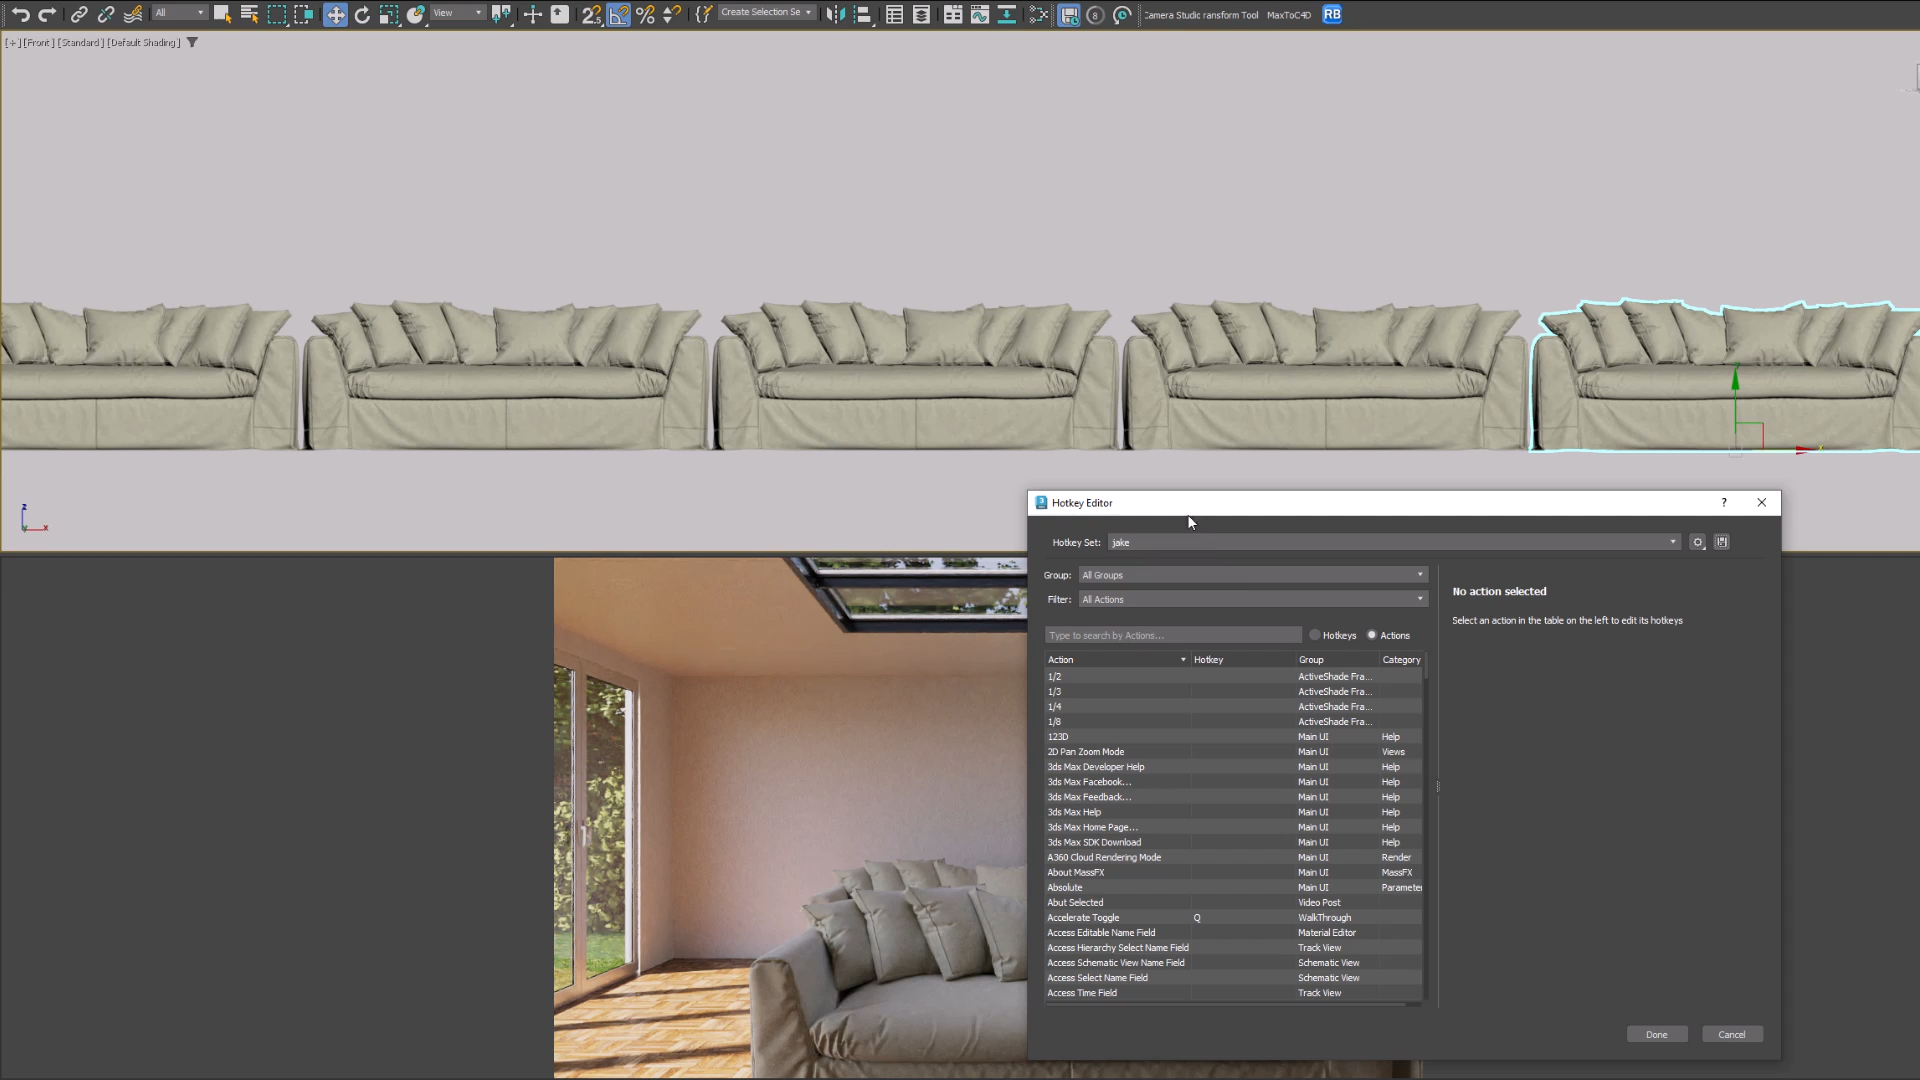 All
View
2.5
Create Selection Se
Camera Studio ransform Tool MaxToC4D RB
[+] [Front] [Standard] [Default Shading]
z
x
Hotkey Editor
?
Hotkey Set: jake
Group: All Groups
Filter: All Actions
Type to search by Actions... Hotkeys Actions
Action Hotkey Group Category
1/2 ActiveShade Fra...
1/3 ActiveShade Fra...
1/4 ActiveShade Fra...
1/8 ActiveShade Fra...
123D Main UI Help
2D Pan Zoom Mode Main UI Views
3ds Max Developer Help Main UI Help
3ds Max Facebook... Main UI Help
3ds Max Feedback... Main UI Help
3ds Max Help Main UI Help
3ds Max Home Page... Main UI Help
3ds Max SDK Download Main UI Help
A360 Cloud Rendering Mode Main UI Render
About MassFX Main UI MassFX
Absolute Main UI Parameter
Abut Selected Video Post
Accelerate Toggle Q WalkThrough
Access Editable Name Field Material Editor
Access Hierarchy Select Name Field Track View
Access Schematic View Name Field Schematic View
Access Select Name Field Schematic View
Access Time Field Track View
No action selected
Select an action in the table on the left to edit its hotkeys
Done Cancel